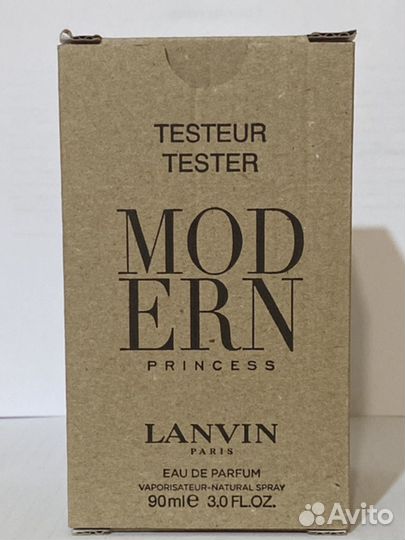 TESTEUR
TESTER
MOD
ERN
PRINCESS
LANVIN
PARIS
EAU DE PARFUM
VAPORISATEUR-NATURAL SPRAY
90ml℮ 3.0 FL.OZ.
Avito